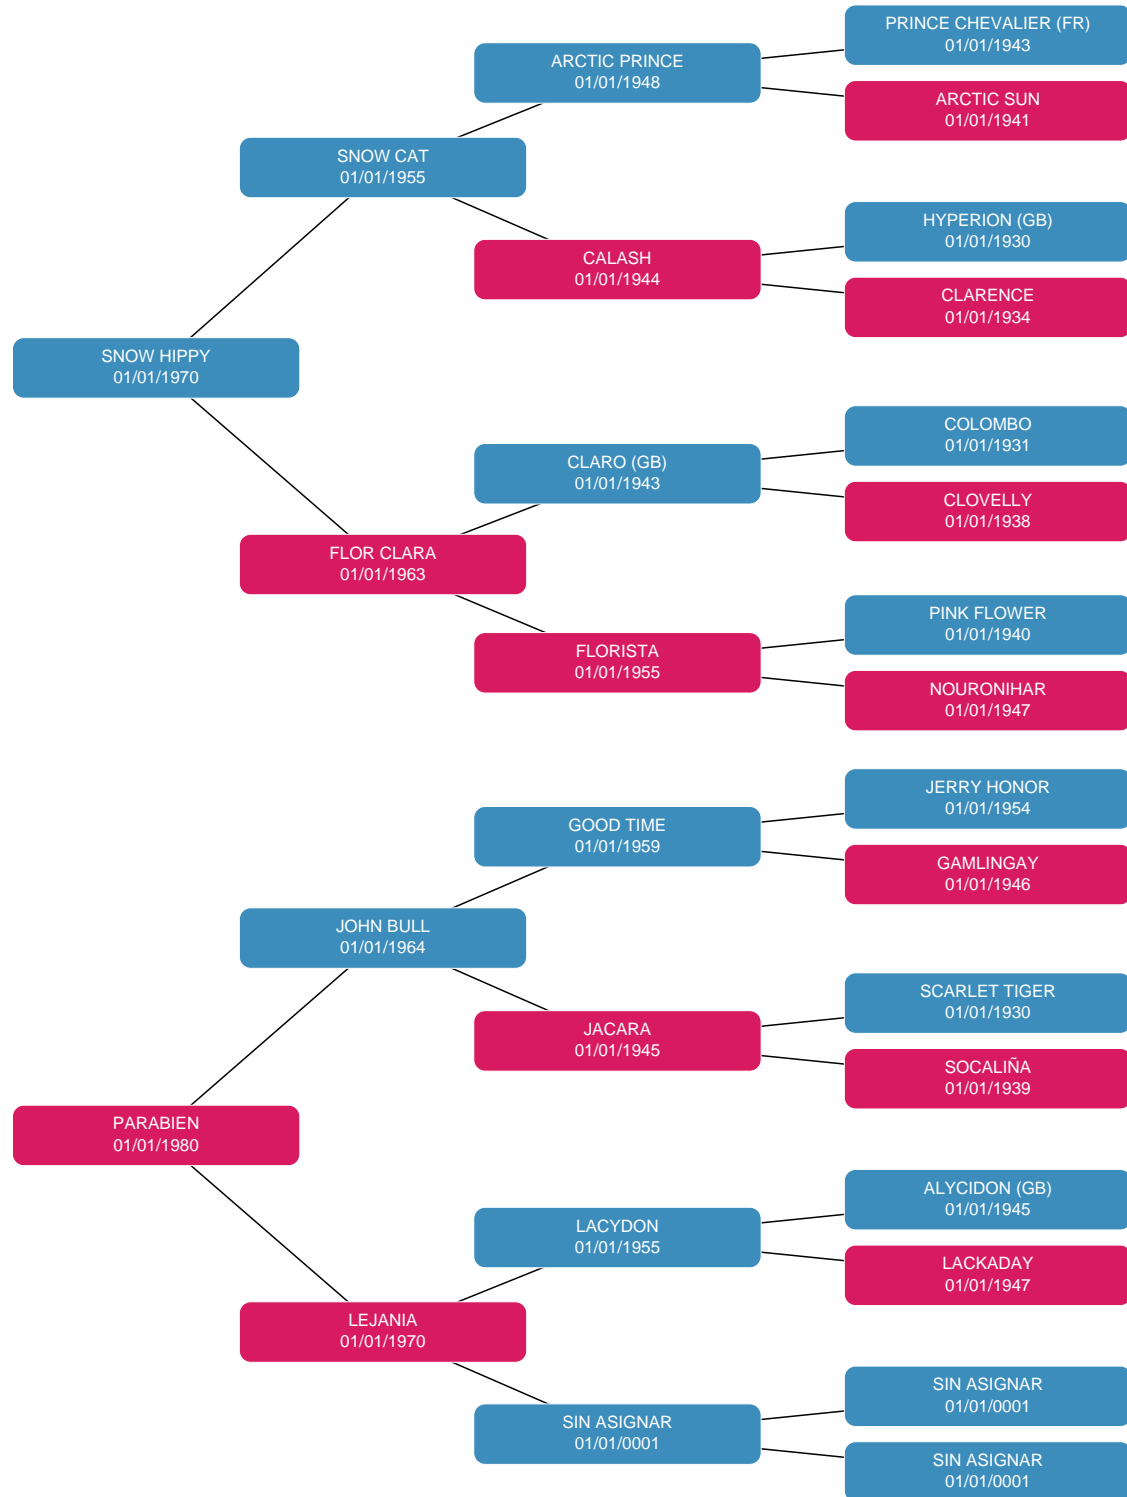 PRINCE CHEVALIER (FR)
01/01/1943
ARCTIC PRINCE
01/01/1948
ARCTIC SUN
01/01/1941
SNOW CAT
01/01/1955
HYPERION (GB)
01/01/1930
CALASH
01/01/1944
CLARENCE
01/01/1934
SNOW HIPPY
01/01/1970
COLOMBO
01/01/1931
CLARO (GB)
01/01/1943
CLOVELLY
01/01/1938
FLOR CLARA
01/01/1963
PINK FLOWER
01/01/1940
FLORISTA
01/01/1955
NOURONIHAR
01/01/1947
JERRY HONOR
01/01/1954
GOOD TIME
01/01/1959
GAMLINGAY
01/01/1946
JOHN BULL
01/01/1964
SCARLET TIGER
01/01/1930
JACARA
01/01/1945
SOCALIÑA
01/01/1939
PARABIEN
01/01/1980
ALYCIDON (GB)
01/01/1945
LACYDON
01/01/1955
LACKADAY
01/01/1947
LEJANIA
01/01/1970
SIN ASIGNAR
01/01/0001
SIN ASIGNAR
01/01/0001
SIN ASIGNAR
01/01/0001